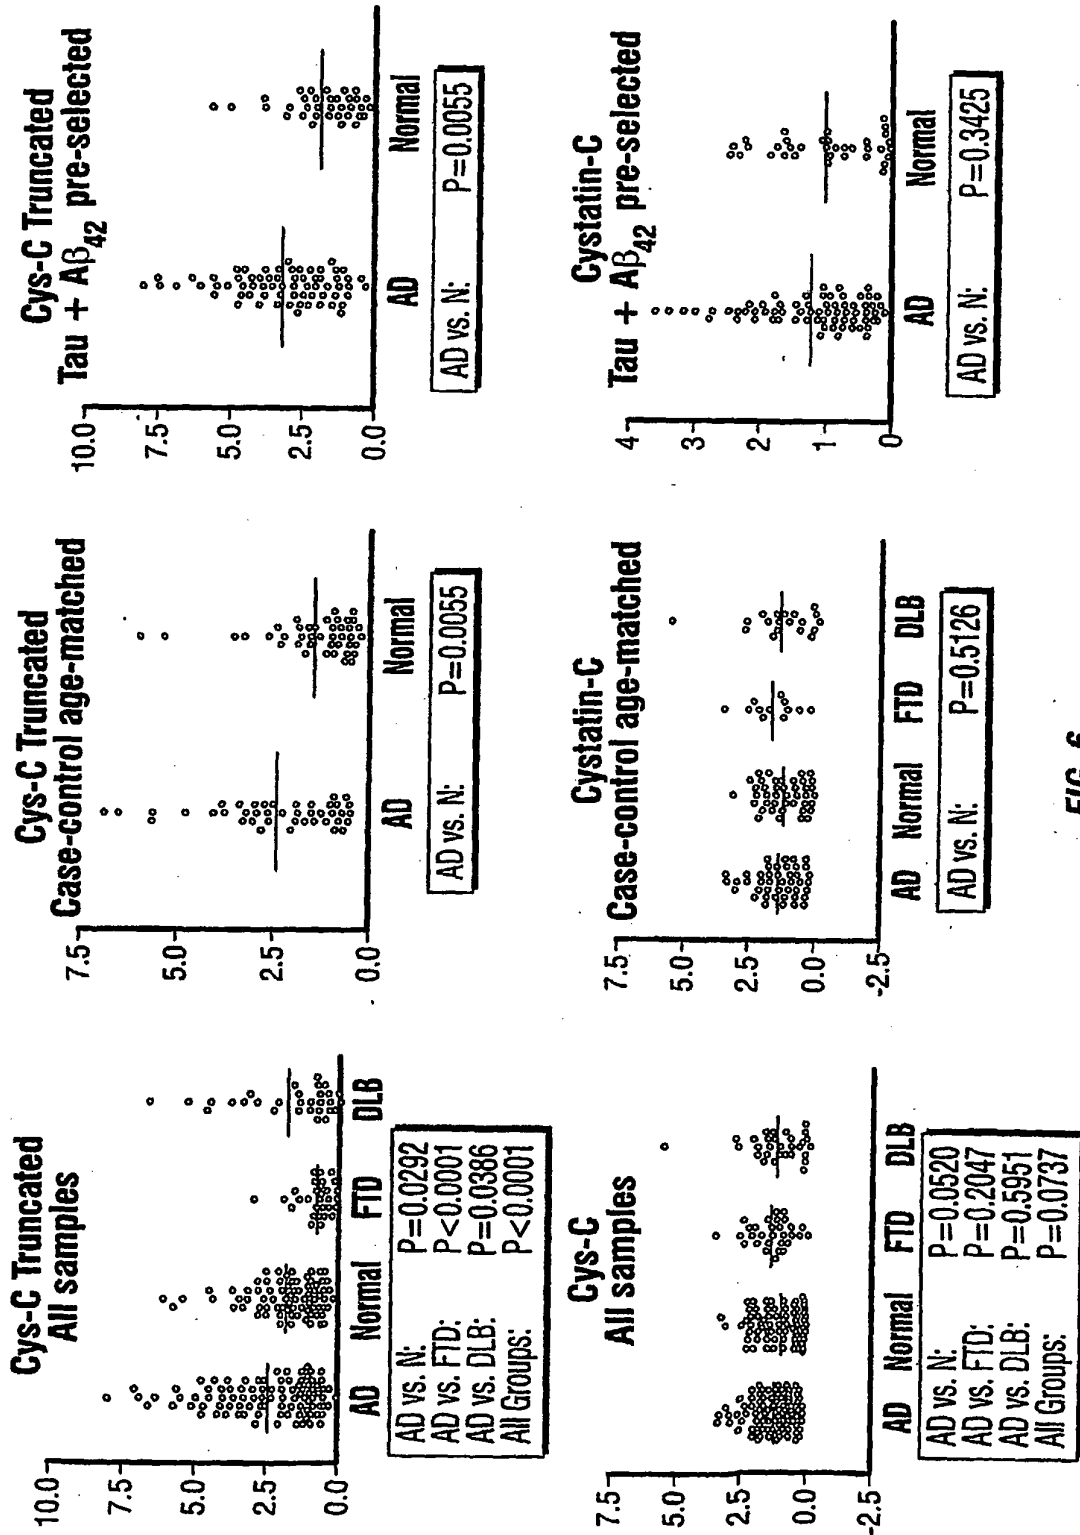 Cys-C Truncated
All samples
10.0
7.5
5.0
2.5
0.0
AD Normal FTD DLB
AD vs. N: P=0.0292
AD vs. FTD: P<0.0001
AD vs. DLB: P=0.0386
All Groups: P<0.0001
Cys-C Truncated
Case-control age-matched
7.5
5.0
2.5
0.0
AD Normal
AD vs. N: P=0.0055
Cys-C Truncated
Tau + Aβ42 pre-selected
10.0
7.5
5.0
2.5
0.0
AD Normal
AD vs. N: P=0.0055
Cys-C
All samples
7.5
5.0
2.5
0.0
-2.5
AD Normal FTD DLB
AD vs. N: P=0.0520
AD vs. FTD: P=0.2047
AD vs. DLB: P=0.5951
All Groups: P=0.0737
Cystatin-C
Case-control age-matched
7.5
5.0
2.5
0.0
-2.5
AD Normal FTD DLB
AD vs. N: P=0.5126
Cystatin-C
Tau + Aβ42 pre-selected
4
3
2
1
0
AD Normal
AD vs. N: P=0.3425
FIG. 6